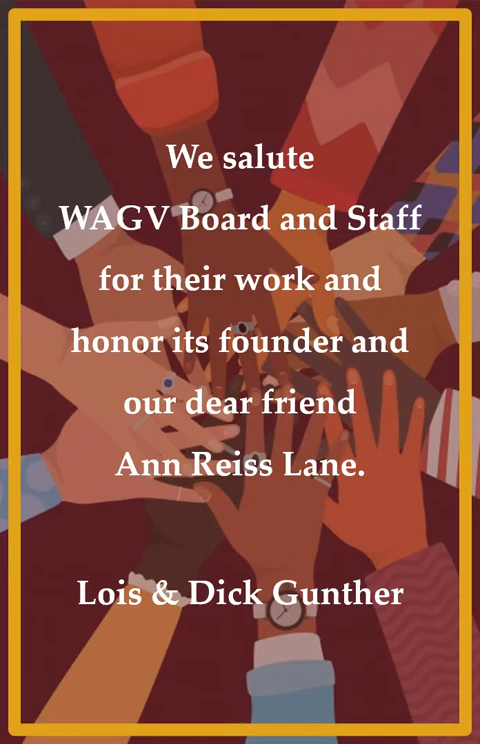 We salute
WAGV Board and Staff
for their work and
honor its founder and
our dear friend
Ann Reiss Lane.
Lois & Dick Gunther